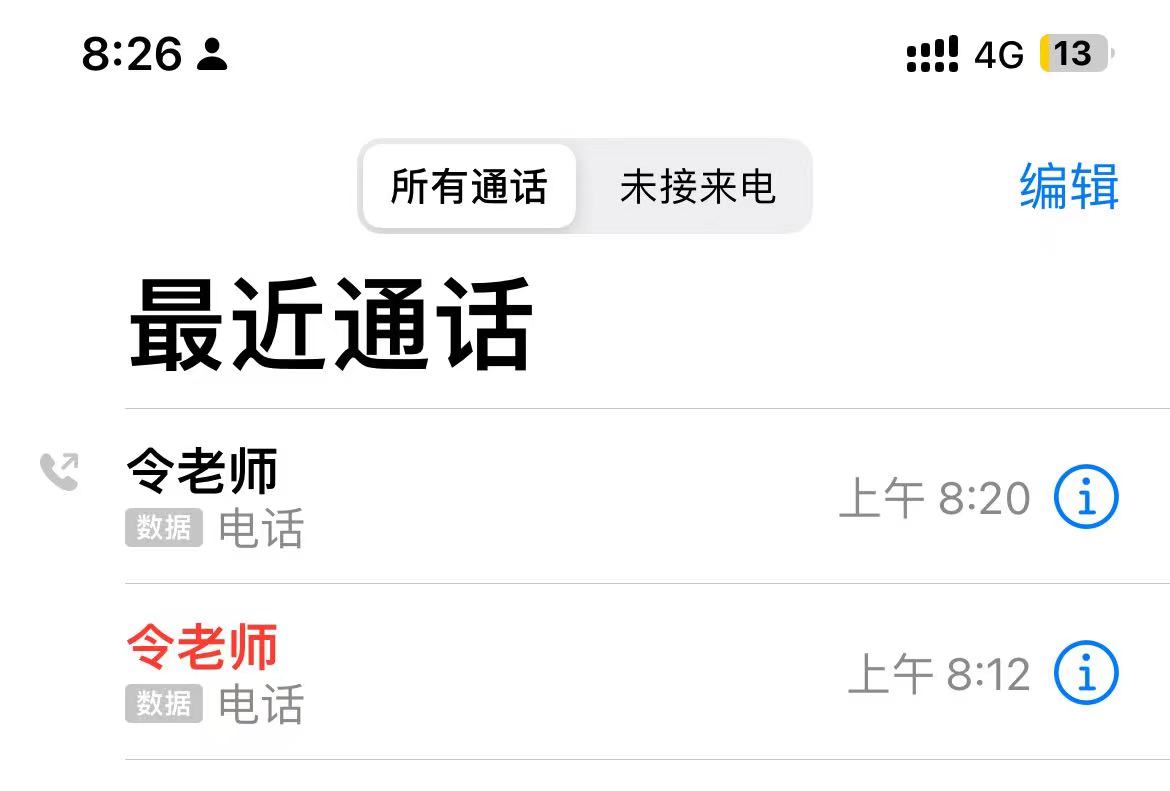 8:26 4G 13
所有通话 未接来电 编辑
最近通话
令老师
数据 电话 上午 8:20
令老师
数据 电话 上午 8:12